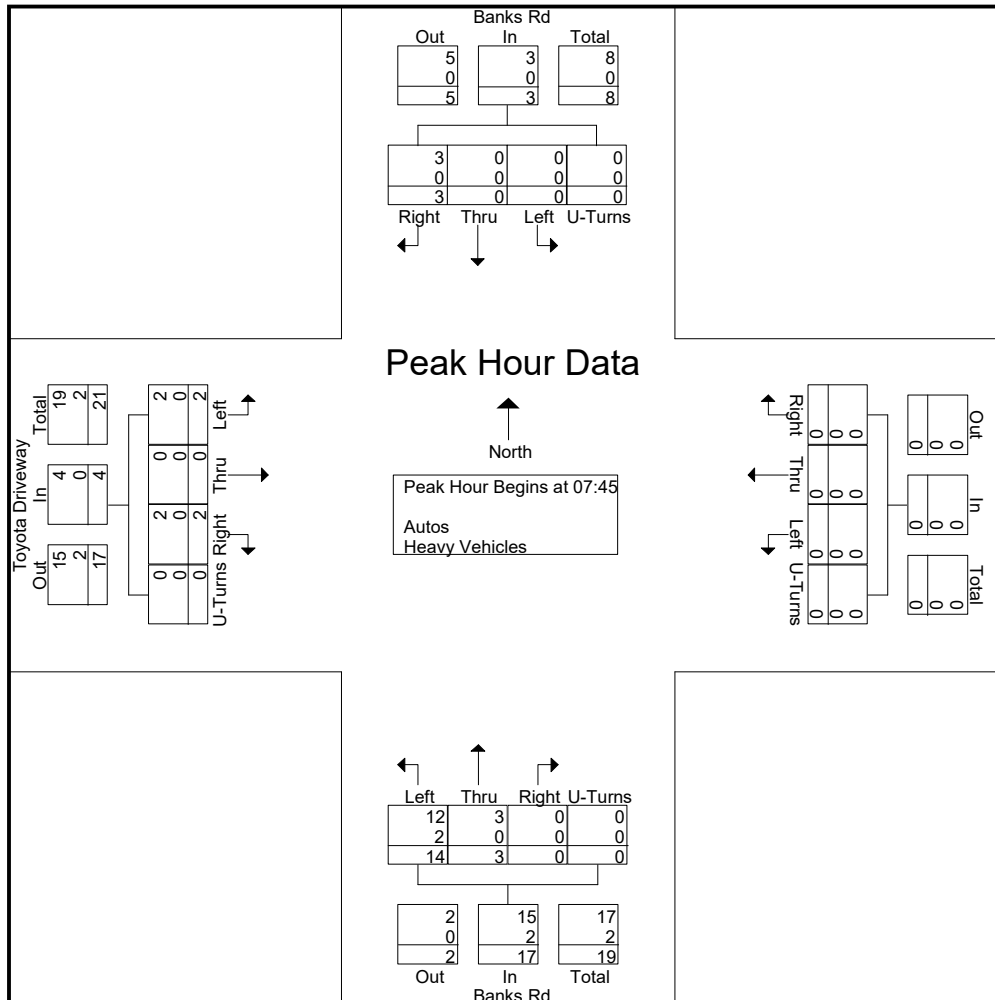 Banks Rd
Out In Total
5 3 8
0 0 0
5 3 8
3 0 0 0
0 0 0 0
3 0 0 0
Right Thru Left U-Turns
Peak Hour Data
North
Peak Hour Begins at 07:45
Autos
Heavy Vehicles
Toyota Driveway
Total In Out
19 4 15
2 0 2
21 4 17
2 0 2 0
0 0 0 0
2 0 2 0
Left Thru Right U-Turns
Right Thru Left U-Turns
0 0 0 0
0 0 0 0
0 0 0 0
Out In Total
0 0 0
0 0 0
0 0 0
Left Thru Right U-Turns
12 3 0 0
2 0 0 0
14 3 0 0
2 15 17
0 2 2
2 17 19
Out In Total
Banks Rd